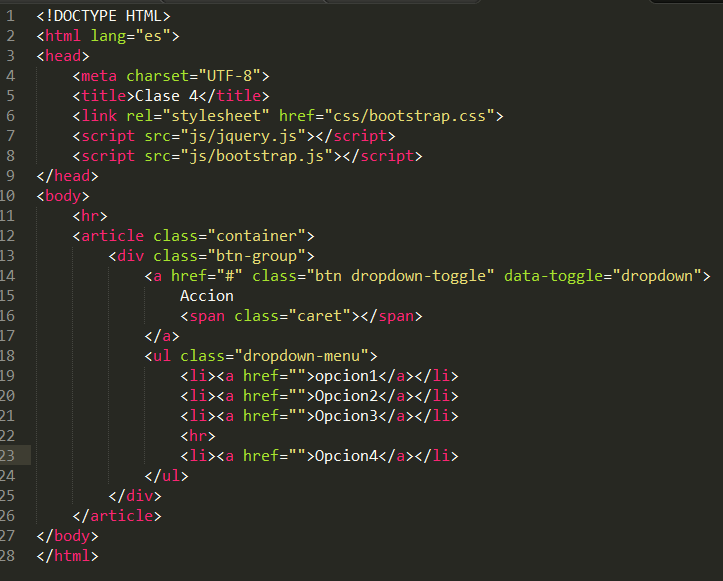 1 <!DOCTYPE HTML>
2 <html lang="es">
3 <head>
4     <meta charset="UTF-8">
5     <title>Clase 4</title>
6     <link rel="stylesheet" href="css/bootstrap.css">
7     <script src="js/jquery.js"></script>
8     <script src="js/bootstrap.js"></script>
9 </head>
10 <body>
11     <hr>
12     <article class="container">
13         <div class="btn-group">
14             <a href="#" class="btn dropdown-toggle" data-toggle="dropdown">
15                 Accion
16                 <span class="caret"></span>
17             </a>
18             <ul class="dropdown-menu">
19                 <li><a href="">opcion1</a></li>
20                 <li><a href="">Opcion2</a></li>
21                 <li><a href="">Opcion3</a></li>
22                 <hr>
23                 <li><a href="">Opcion4</a></li>
24             </ul>
25         </div>
26     </article>
27 </body>
28 </html>